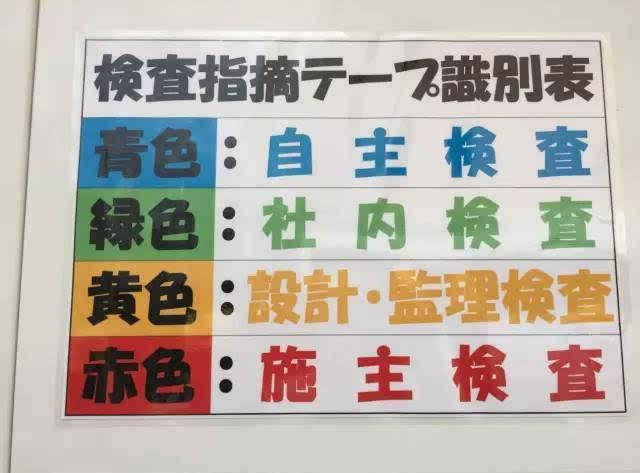 検査指摘テープ識別表
青色：自主検査
緑色：社内検査
黄色：設計・監理検査
赤色：施主検査